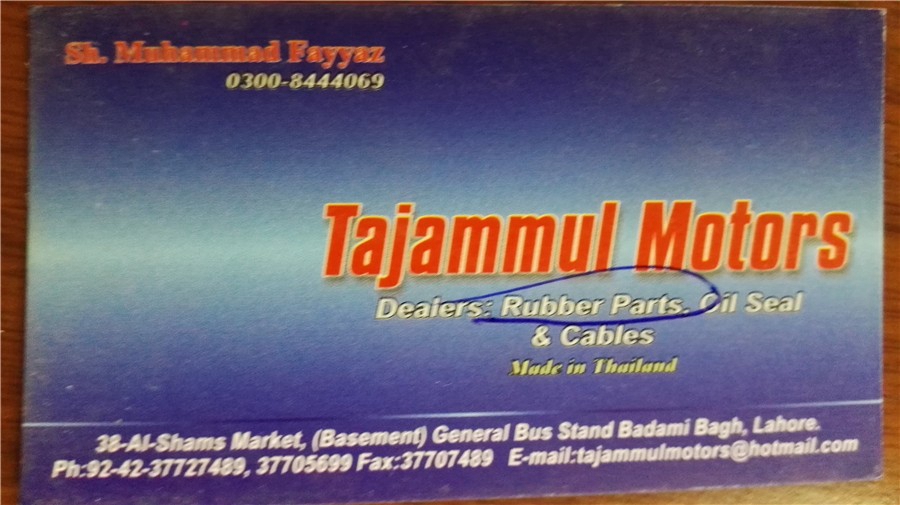 Sh. Muhammad Fayyaz
0300-8444069
Tajammul Motors
Dealers: Rubber Parts, Oil Seal
& Cables
Made in Thailand
38-Al-Shams Market, (Basement) General Bus Stand Badami Bagh, Lahore.
Ph:92-42-37727489, 37705699 Fax:37707489 E-mail:tajammulmotors@hotmail.com